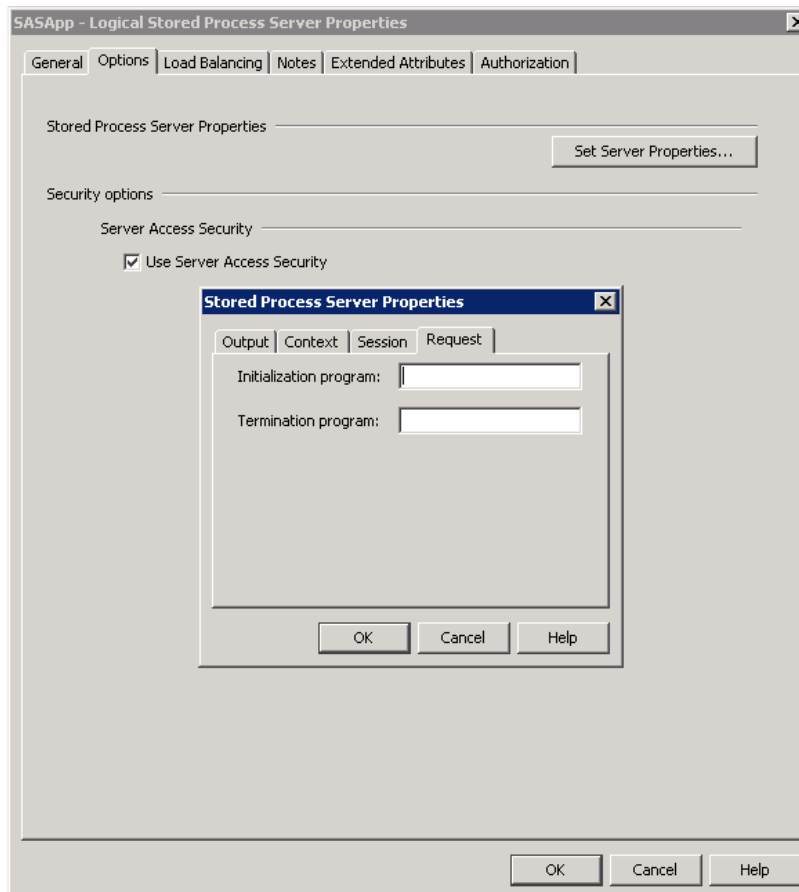 SASApp - Logical Stored Process Server Properties
General Options Load Balancing Notes Extended Attributes Authorization
Stored Process Server Properties
Set Server Properties...
Security options
Server Access Security
Use Server Access Security
Stored Process Server Properties
Output Context Session Request
Initialization program:
Termination program:
OK Cancel Help
OK Cancel Help